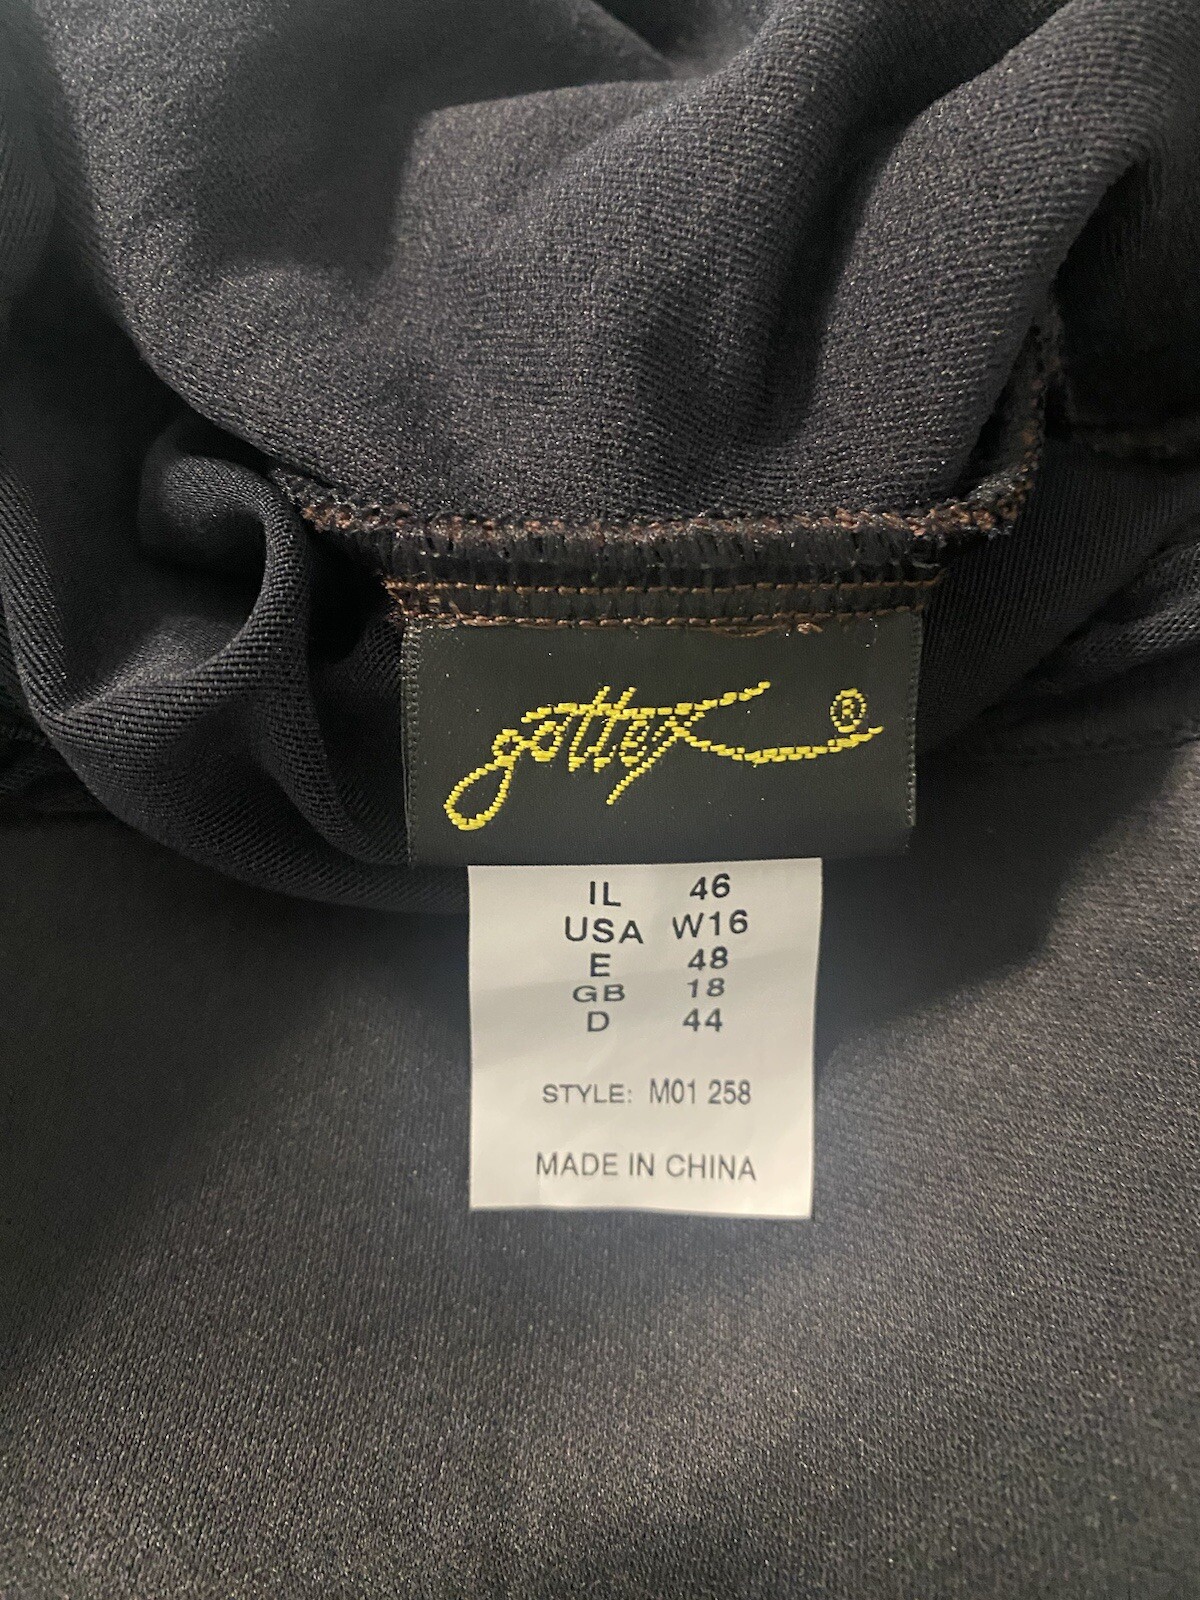 gottex ®
IL 46
USA W16
E 48
GB 18
D 44
STYLE: M01 258
MADE IN CHINA